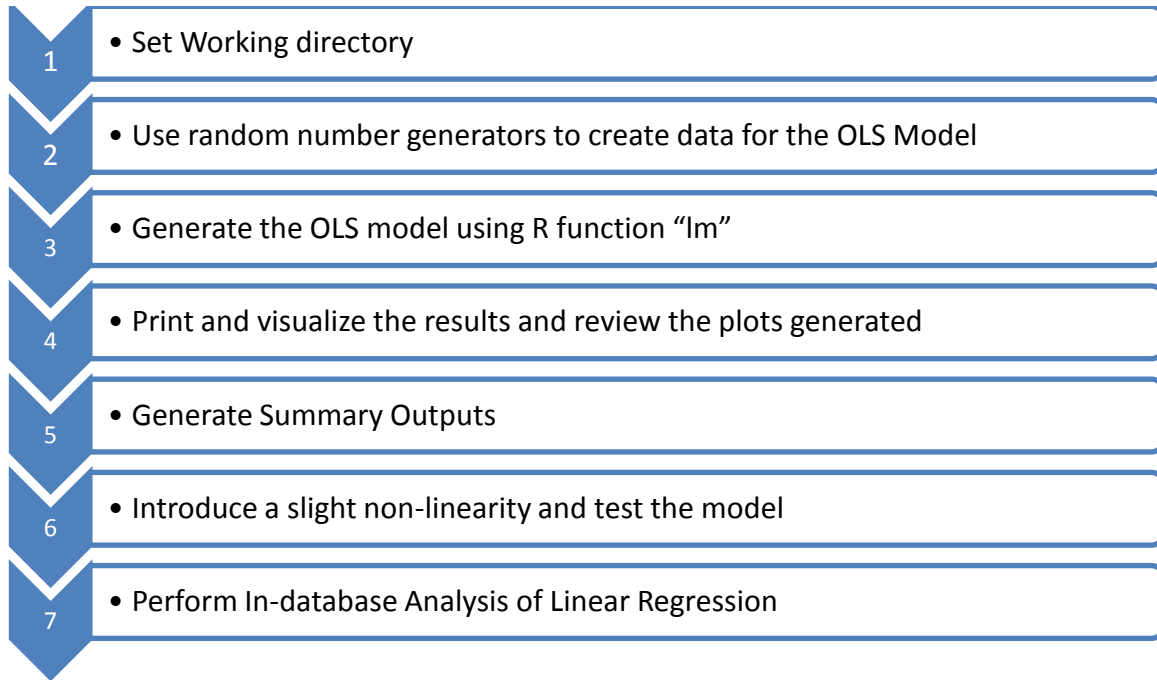 1
• Set Working directory
2
• Use random number generators to create data for the OLS Model
3
• Generate the OLS model using R function “lm”
4
• Print and visualize the results and review the plots generated
5
• Generate Summary Outputs
6
• Introduce a slight non-linearity and test the model
7
• Perform In-database Analysis of Linear Regression